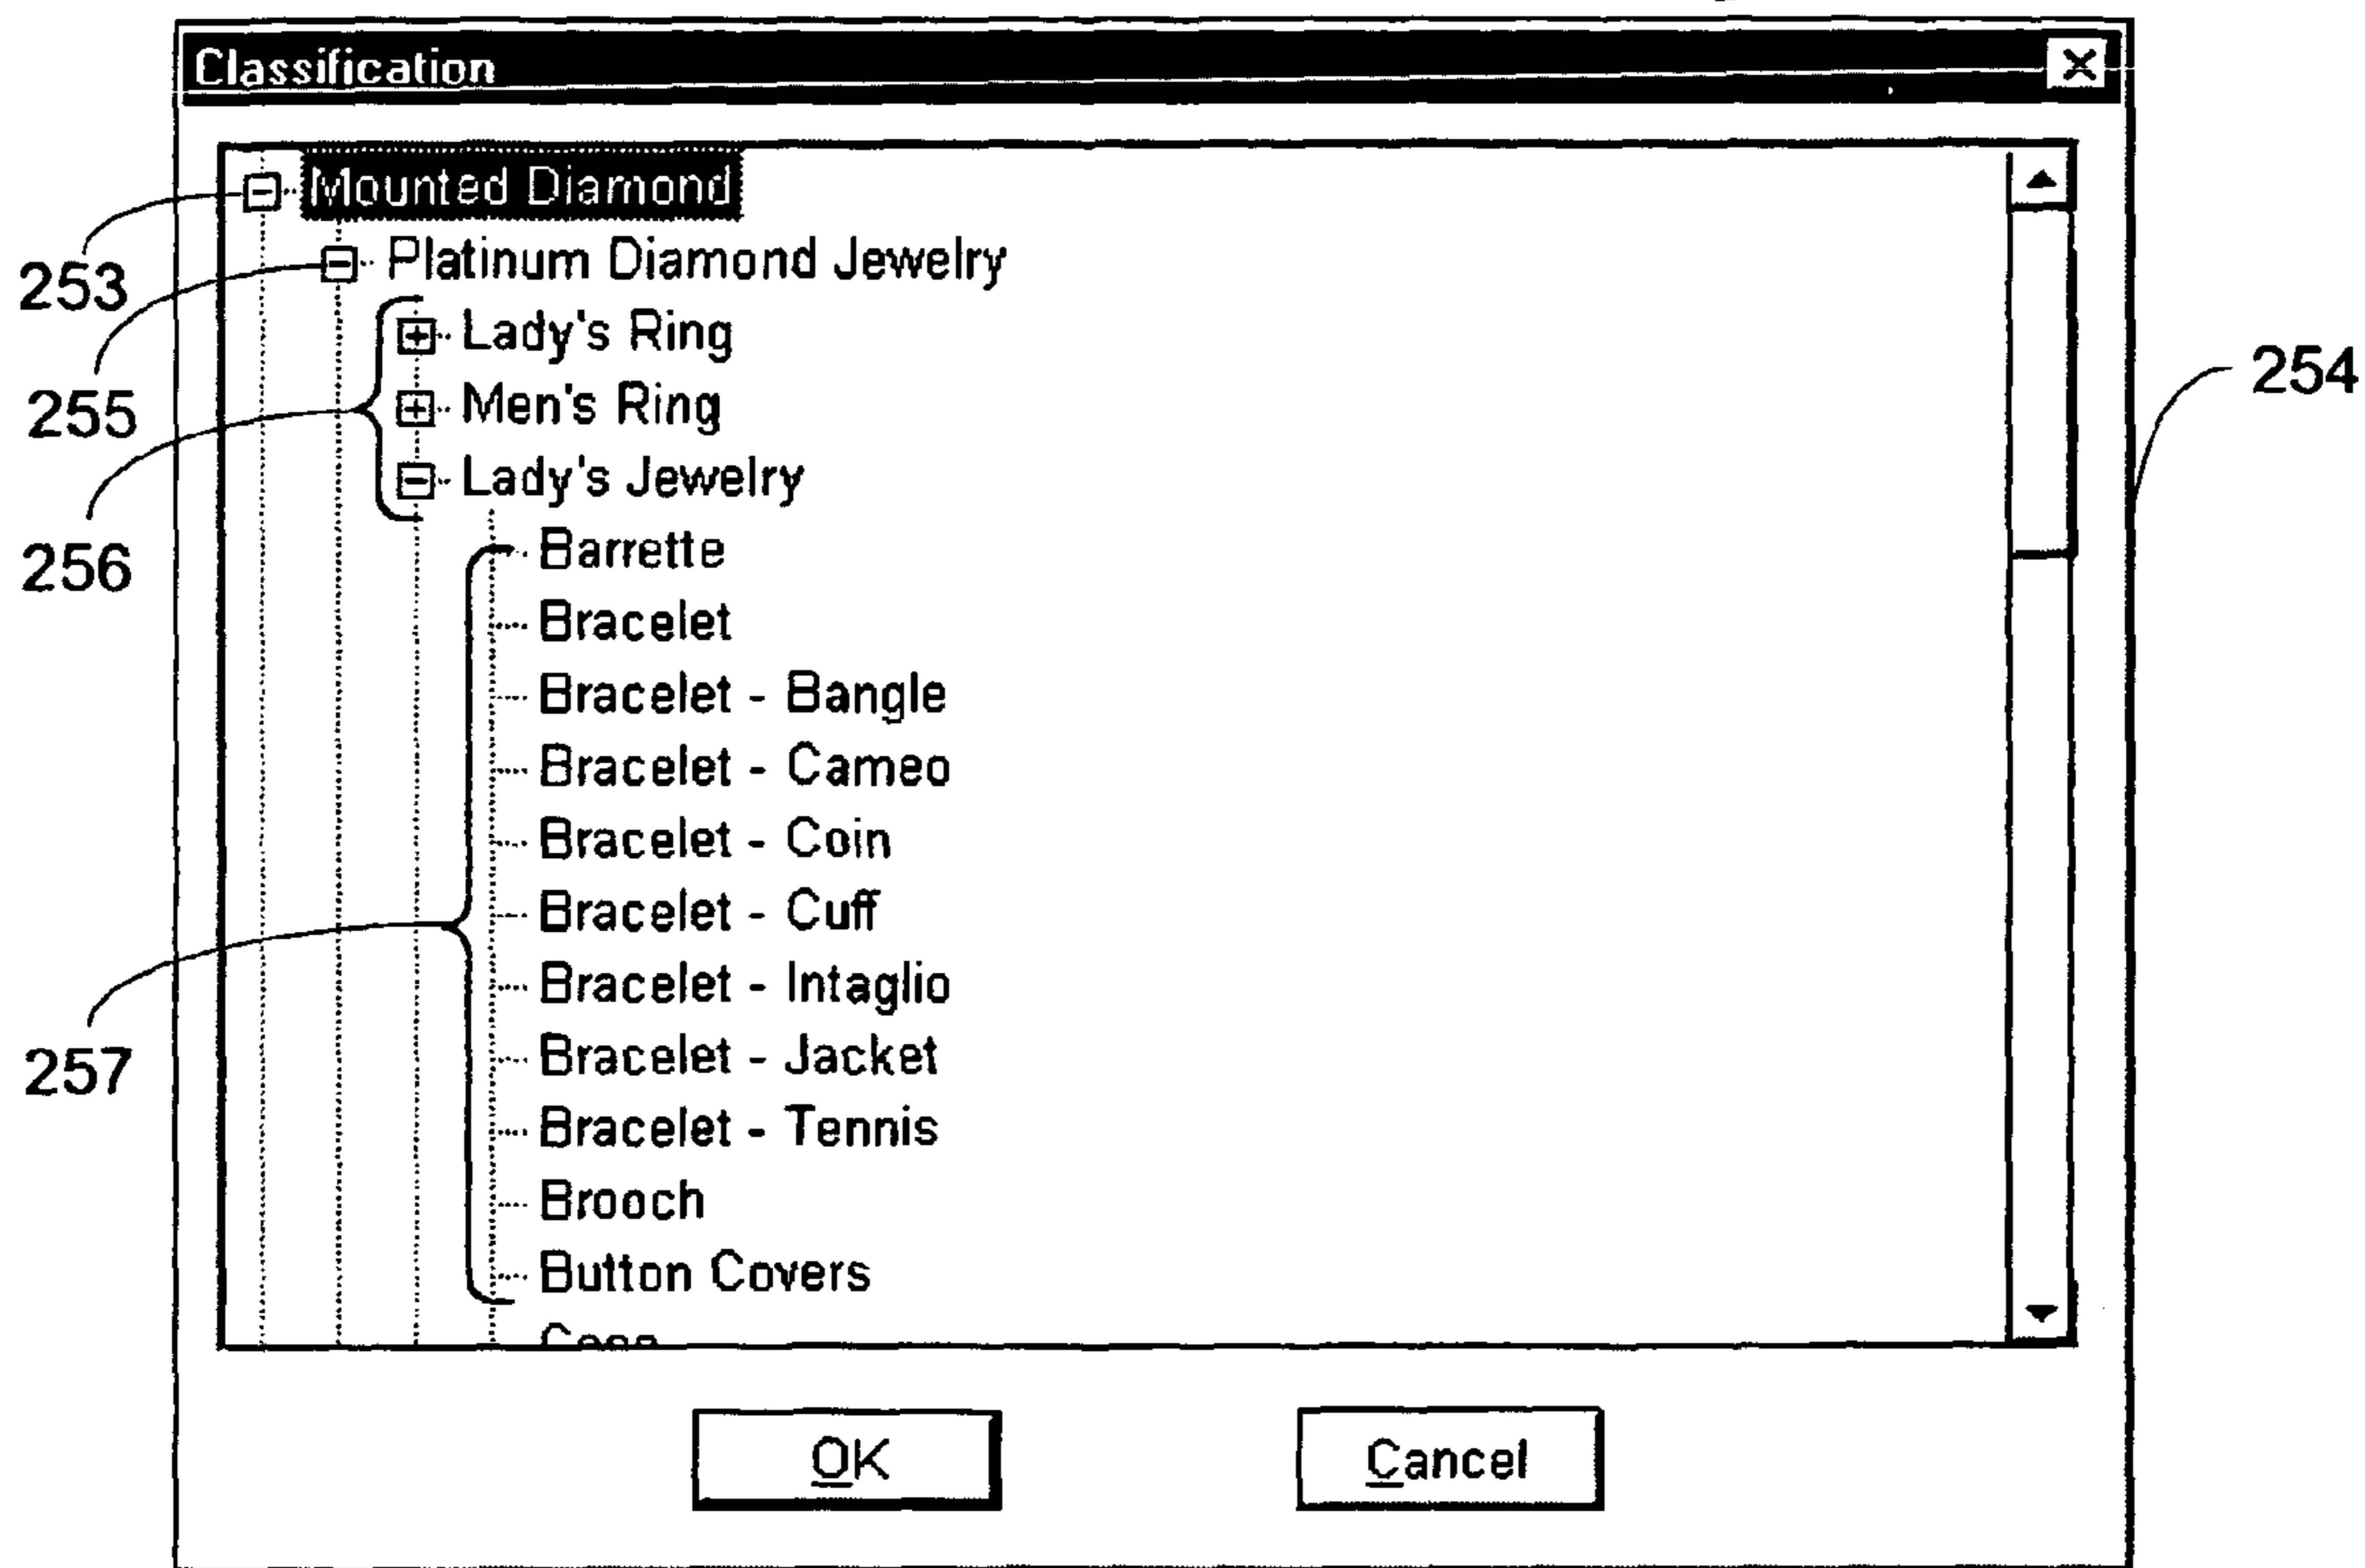 Classification
Mounted Diamond
Platinum Diamond Jewelry
253
Lady's Ring
254
255
Men's Ring
Lady's Jewelry
256
Barrette
Bracelet
Bracelet - Bangle
Bracelet - Cameo
Bracelet - Coin
Bracelet - Cuff
Bracelet - Intaglio
257
Bracelet - Jacket
Bracelet - Tennis
Brooch
Button Covers
OK
Cancel